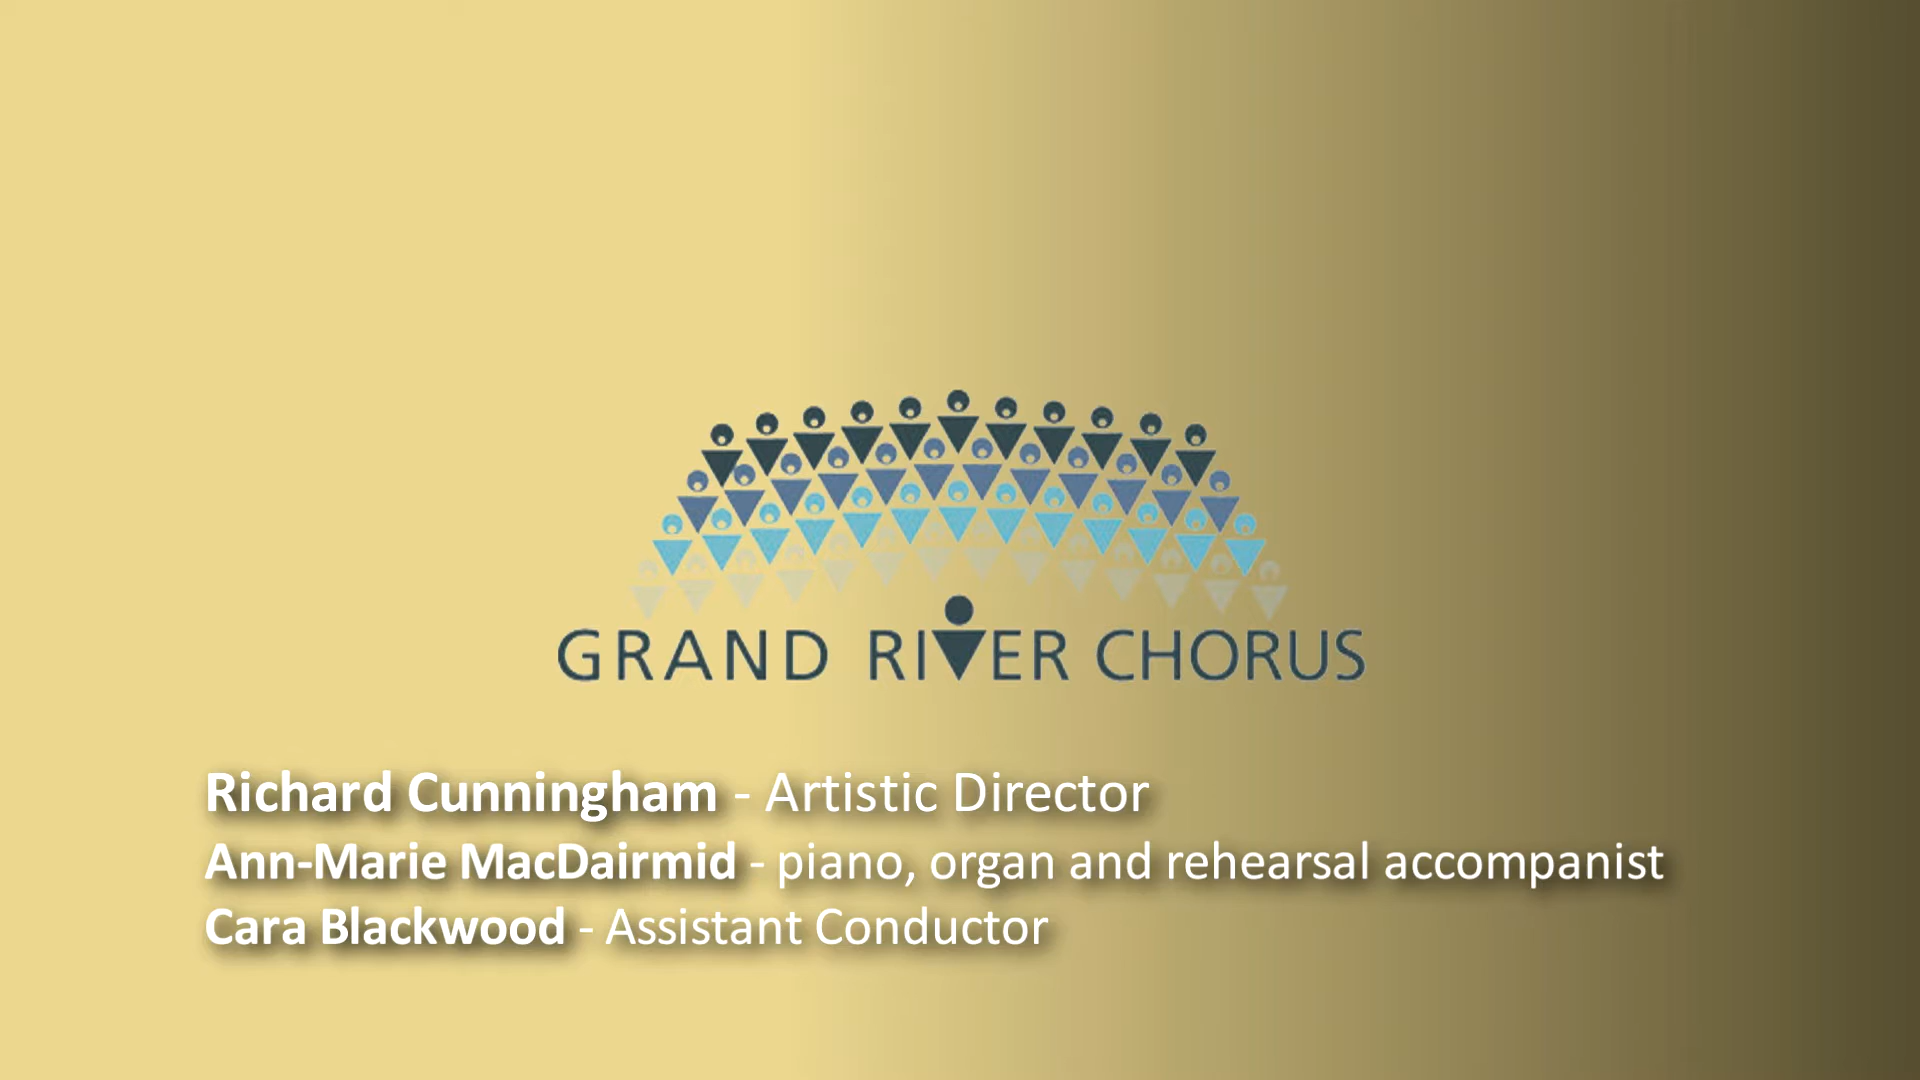 GRAND RIVER CHORUS
Richard Cunningham - Artistic Director
Ann-Marie MacDairmid - piano, organ and rehearsal accompanist
Cara Blackwood - Assistant Conductor